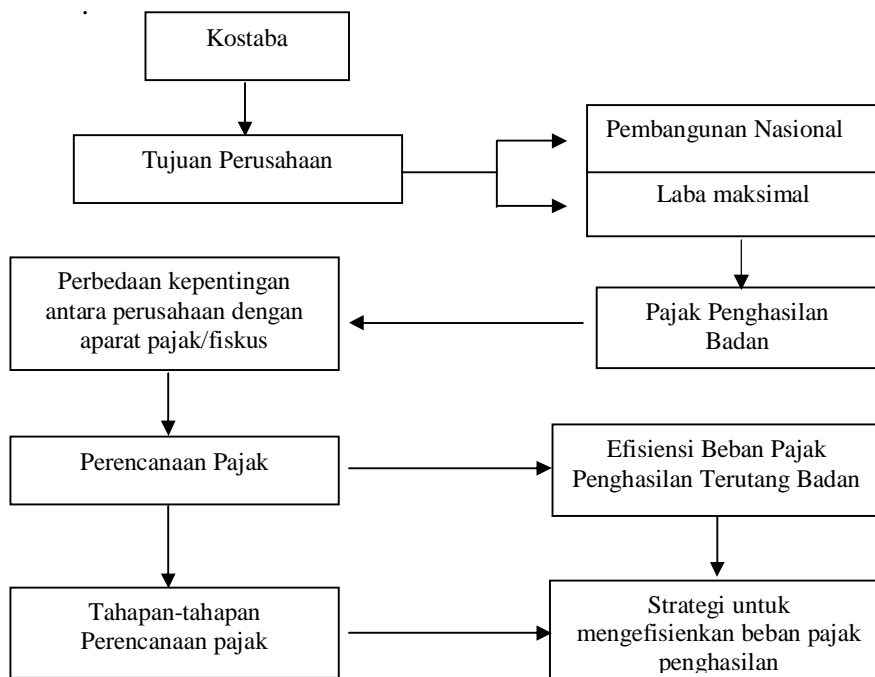 Kostaba
Tujuan Perusahaan
Pembangunan Nasional
Laba maksimal
Perbedaan kepentingan
antara perusahaan dengan
aparat pajak/fiskus
Pajak Penghasilan
Badan
Perencanaan Pajak
Efisiensi Beban Pajak
Penghasilan Terutang Badan
Tahapan-tahapan
Perencanaan pajak
Strategi untuk
mengefisienkan beban pajak
penghasilan